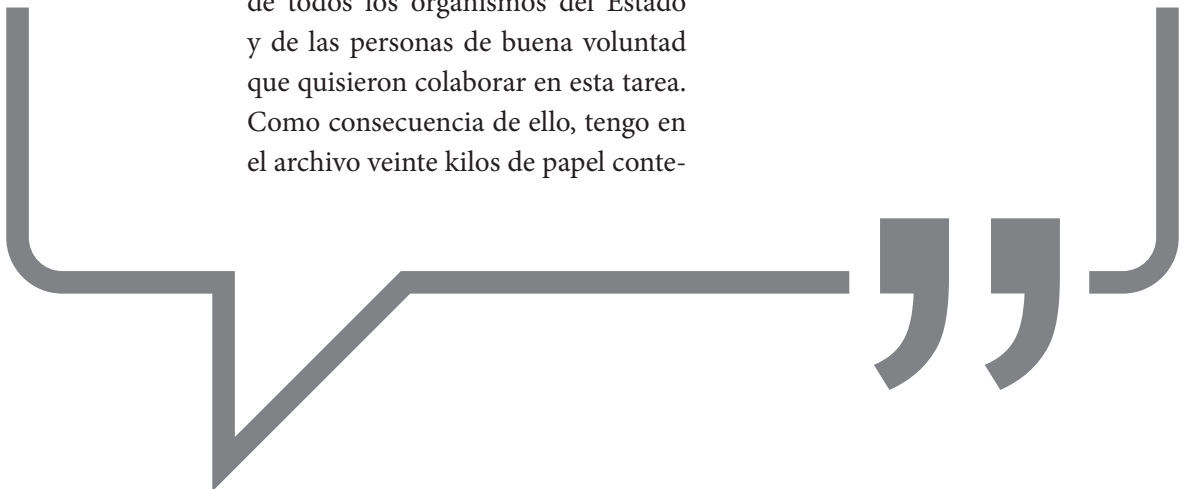 de todos los organismos del Estado
y de las personas de buena voluntad
que quisieron colaborar en esta tarea.
Como consecuencia de ello, tengo en
el archivo veinte kilos de papel conte-